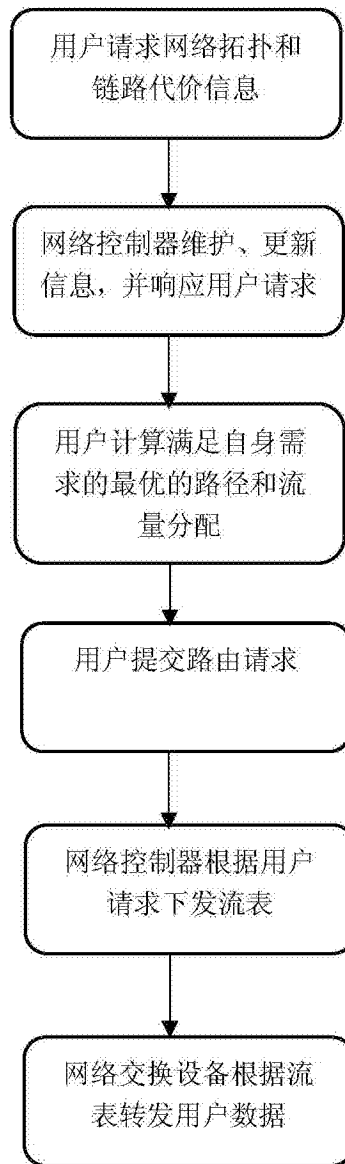 用户请求网络拓扑和
链路代价信息
网络控制器维护、更新
信息，并响应用户请求
用户计算满足自身需
求的最优的路径和流
量分配
用户提交路由请求
网络控制器根据用户
请求下发流表
网络交换设备根据流
表转发用户数据